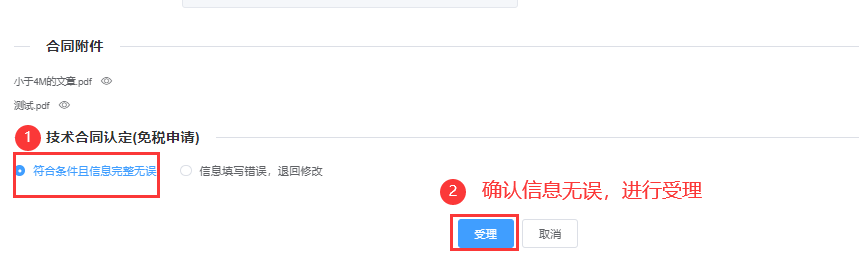 合同附件
小于4M的文章.pdf
测试.pdf
1 技术合同认定(免税申请)
符合条件且信息完整无误 信息填写错误，退回修改
2 确认信息无误，进行受理
受理 取消